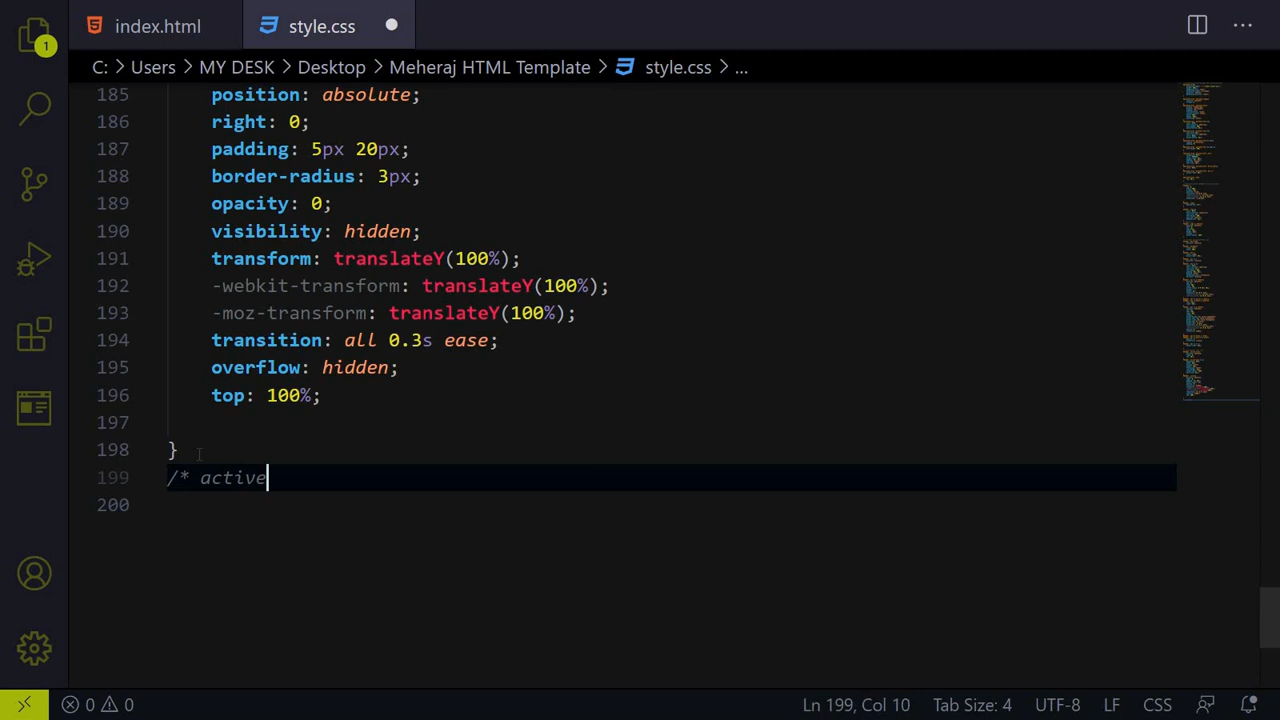 index.html
style.css
C: > Users > MY DESK > Desktop > Meheraj HTML Template > style.css > ...
1
185 position: absolute;
186 right: 0;
187 padding: 5px 20px;
188 border-radius: 3px;
189 opacity: 0;
190 visibility: hidden;
191 transform: translateY(100%);
192 -webkit-transform: translateY(100%);
193 -moz-transform: translateY(100%);
194 transition: all 0.3s ease;
195 overflow: hidden;
196 top: 100%;
197
198 }
199 /* active
200
0 0 Ln 199, Col 10 Tab Size: 4 UTF-8 LF CSS